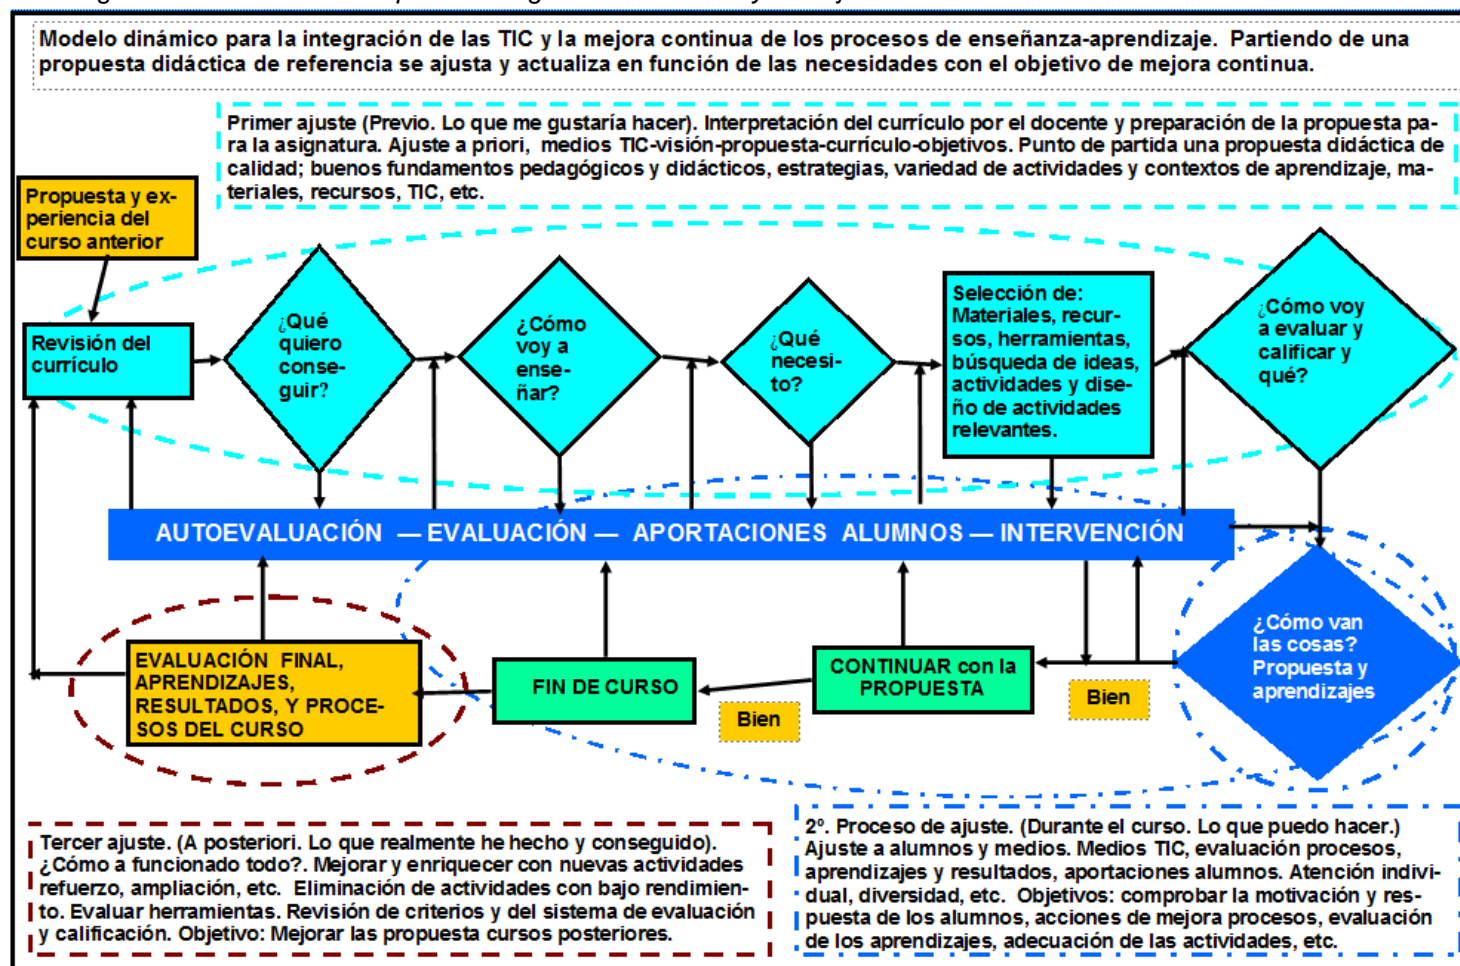 Modelo dinámico para la integración de las TIC y la mejora continua de los procesos de enseñanza-aprendizaje. Partiendo de una
propuesta didáctica de referencia se ajusta y actualiza en función de las necesidades con el objetivo de mejora continua.
Primer ajuste (Previo. Lo que me gustaría hacer). Interpretación del currículo por el docente y preparación de la propuesta pa-
ra la asignatura. Ajuste a priori, medios TIC-visión-propuesta-currículo-objetivos. Punto de partida una propuesta didáctica de
calidad; buenos fundamentos pedagógicos y didácticos, estrategias, variedad de actividades y contextos de aprendizaje, ma-
teriales, recursos, TIC, etc.
Propuesta y ex-
periencia del
curso anterior
Revisión del
currículo
¿Qué
quiero
conse-
guir?
¿Cómo
voy a
ense-
ñar?
¿Qué
necesi-
to?
Selección de:
Materiales, recur-
sos, herramientas,
búsqueda de ideas,
actividades y dise-
ño de actividades
relevantes.
¿Cómo voy
a evaluar y
calificar y
qué?
AUTOEVALUACIÓN — EVALUACIÓN — APORTACIONES ALUMNOS — INTERVENCIÓN
¿Cómo van
las cosas?
Propuesta y
aprendizajes
Bien
CONTINUAR con la
PROPUESTA
Bien
FIN DE CURSO
EVALUACIÓN FINAL,
APRENDIZAJES,
RESULTADOS, Y PROCE-
SOS DEL CURSO
Tercer ajuste. (A posteriori. Lo que realmente he hecho y conseguido).
¿Cómo a funcionado todo?. Mejorar y enriquecer con nuevas actividades
refuerzo, ampliación, etc. Eliminación de actividades con bajo rendimien-
to. Evaluar herramientas. Revisión de criterios y del sistema de evaluación
y calificación. Objetivo: Mejorar las propuesta cursos posteriores.
2º. Proceso de ajuste. (Durante el curso. Lo que puedo hacer.)
Ajuste a alumnos y medios. Medios TIC, evaluación procesos,
aprendizajes y resultados, aportaciones alumnos. Atención indivi-
dual, diversidad, etc. Objetivos: comprobar la motivación y res-
puesta de los alumnos, acciones de mejora procesos, evaluación
de los aprendizajes, adecuación de las actividades, etc.